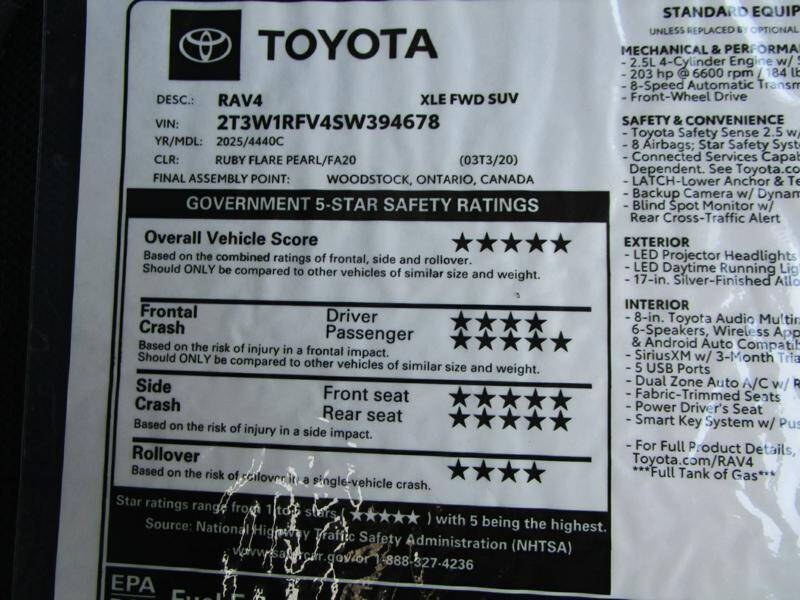 TOYOTA
DESC.: RAV4 XLE FWD SUV
VIN: 2T3W1RFV4SW394678
YR/MDL: 2025/4440C
CLR: RUBY FLARE PEARL/FA20 (03T3/20)
FINAL ASSEMBLY POINT: WOODSTOCK, ONTARIO, CANADA
GOVERNMENT 5-STAR SAFETY RATINGS
Overall Vehicle Score ★★★★★
Based on the combined ratings of frontal, side and rollover.
Should ONLY be compared to other vehicles of similar size and weight.
Frontal Crash Driver ★★★★
Passenger ★★★★★
Based on the risk of injury in a frontal impact.
Should ONLY be compared to other vehicles of similar size and weight.
Side Crash Front seat ★★★★★
Rear seat ★★★★★
Based on the risk of injury in a side impact.
Rollover ★★★★
Based on the risk of rollover in a single-vehicle crash.
Star ratings range from 1 to 5 stars (★★★★★) with 5 being the highest.
Source: National Highway Traffic Safety Administration (NHTSA)
www.safercar.gov or 1-888-327-4236
EPA
STANDARD EQUIP
UNLESS REPLACED BY OPTIONAL
MECHANICAL & PERFORMA
- 2.5L 4-Cylinder Engine w/
- 203 hp @ 6600 rpm / 184 lb
- 8-Speed Automatic Transm
- Front-Wheel Drive
SAFETY & CONVENIENCE
- Toyota Safety Sense 2.5 w/
- 8 Airbags; Star Safety Syst
- Connected Services Capab
Dependent. See Toyota.co
- LATCH-Lower Anchor & Te
- Backup Camera w/ Dynam
- Blind Spot Monitor w/
Rear Cross-Traffic Alert
EXTERIOR
- LED Projector Headlights
- LED Daytime Running Lig
- 17-in. Silver-Finished Allo
INTERIOR
- 8-in. Toyota Audio Multim
6-Speakers, Wireless App
& Android Auto Compatib
- SiriusXM w/ 3-Month Tria
- 5 USB Ports
- Dual Zone Auto A/C w/ R
- Fabric-Trimmed Seats
- Power Driver's Seat
- Smart Key System w/ Pus
- For Full Product Details,
Toyota.com/RAV4
***Full Tank of Gas***